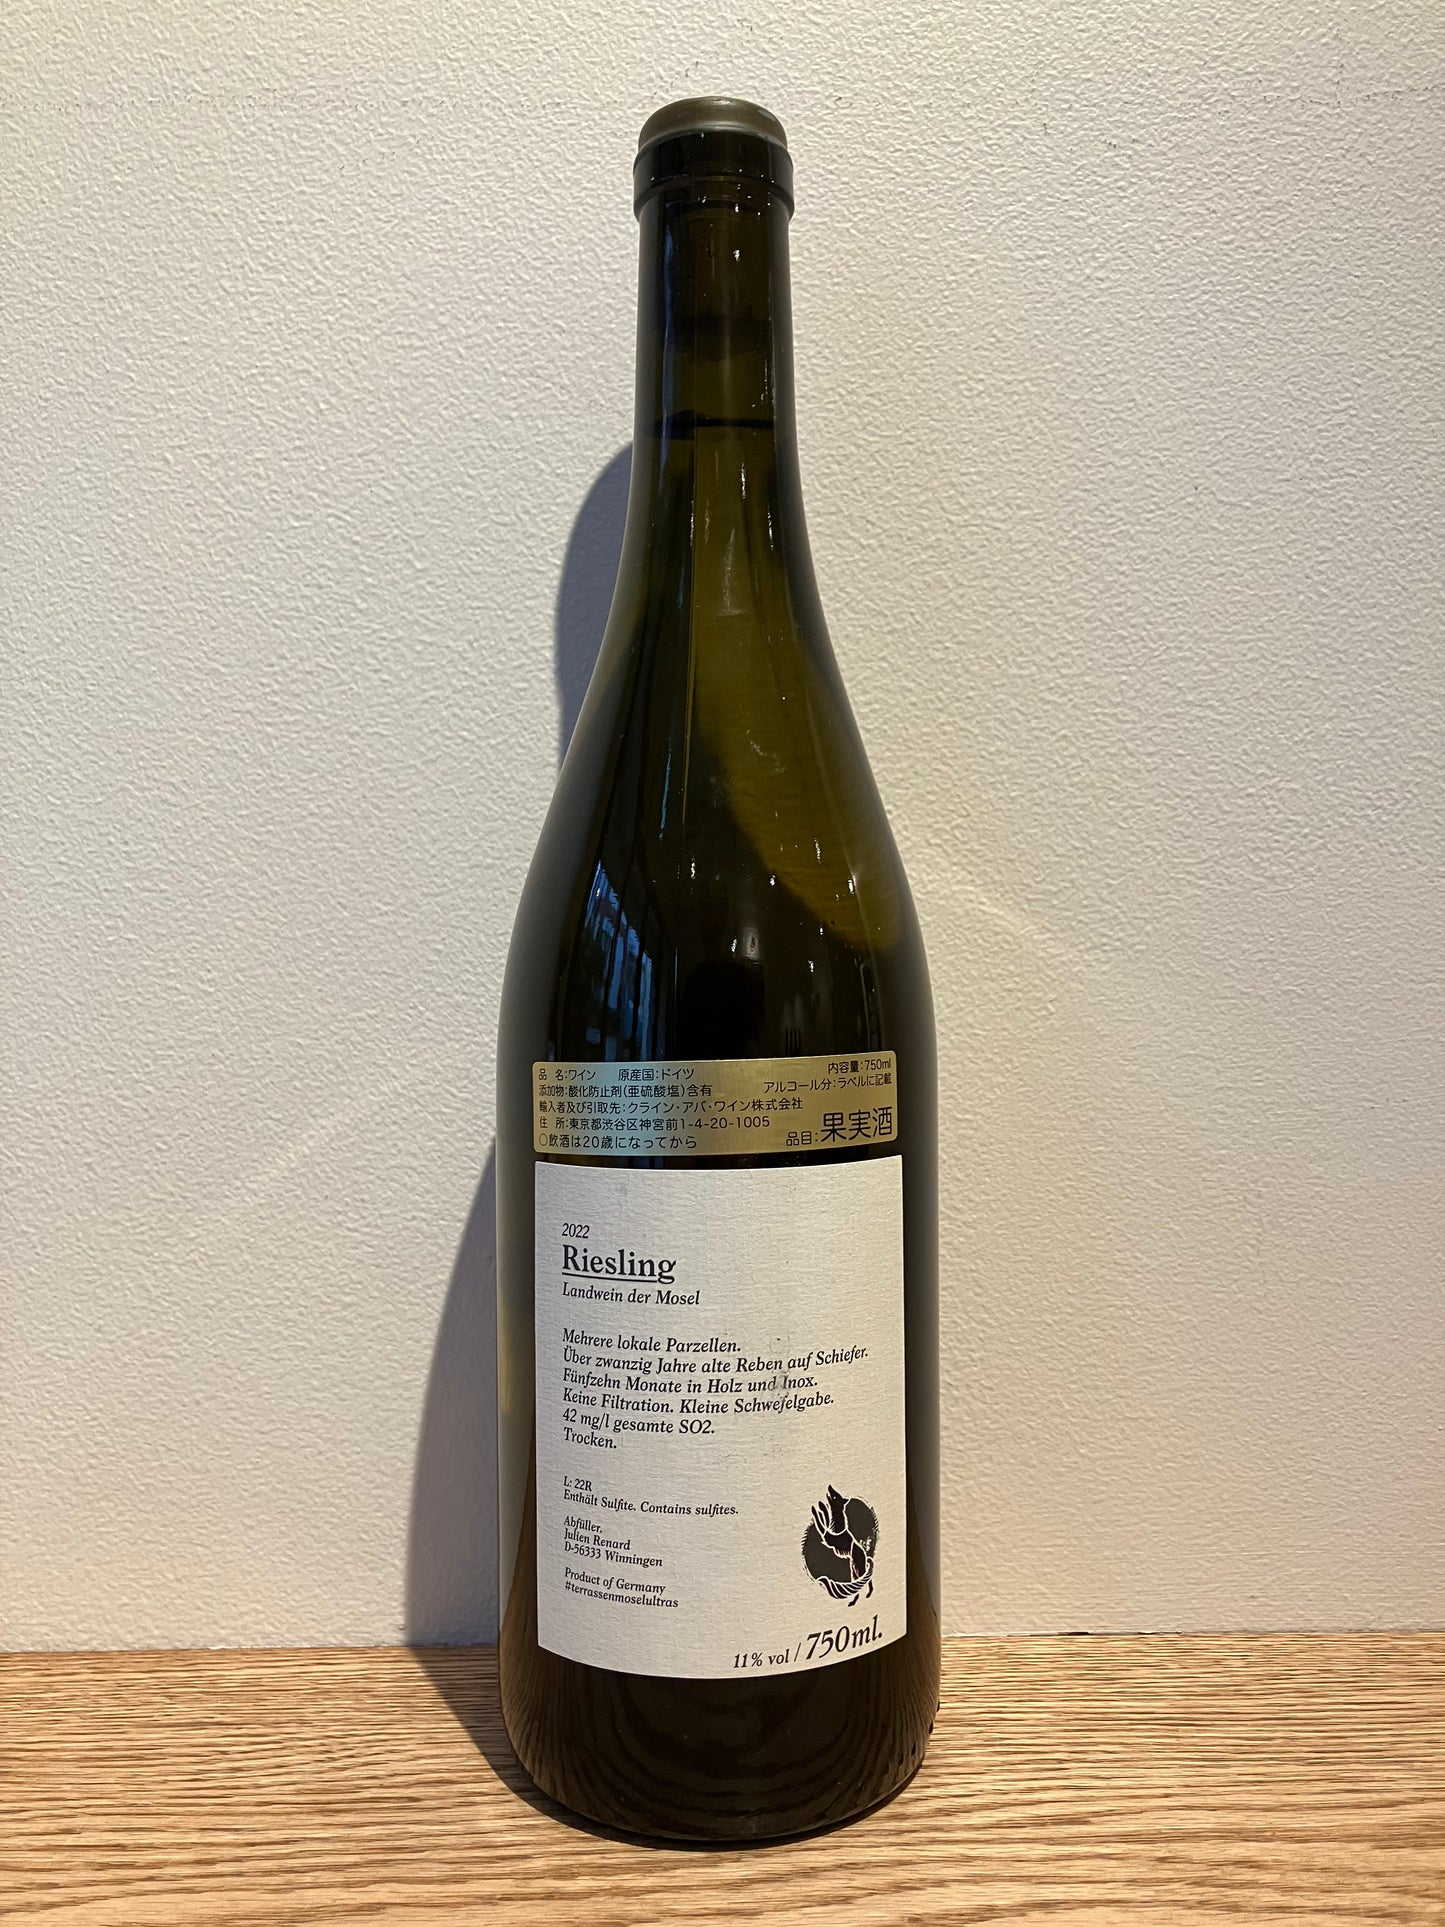 品　名:ワイン　原産国:ドイツ　内容量:750ml
添加物:酸化防止剤(亜硫酸塩)含有　アルコール分:ラベルに記載
輸入者及び引取先:クライン・アバ・ワイン株式会社
住　所:東京都渋谷区神宮前1-4-20-1005
○飲酒は20歳になってから　品目:果実酒
2022
Riesling
Landwein der Mosel
Mehrere lokale Parzellen.
Über zwanzig Jahre alte Reben auf Schiefer.
Fünfzehn Monate in Holz und Inox.
Keine Filtration. Kleine Schwefelgabe.
42 mg/l gesamte SO2.
Trocken.
L: 22R
Enthält Sulfite. Contains sulfites.
Abfüller.
Julien Renard
D-56333 Winningen
Product of Germany
#terrassenmoselultras
11% vol / 750ml.